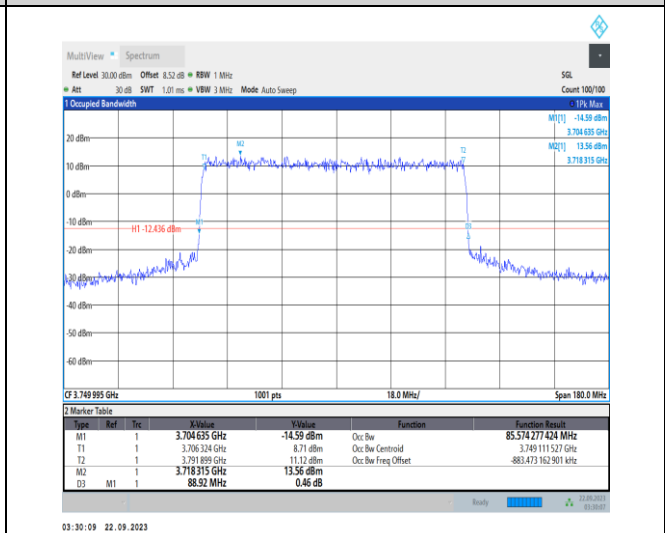 MultiView Spectrum
Ref Level 30.00 dBm Offset 8.52 dB RBW 1 MHz SGL
Att 30 dB SWT 1.01 ms VBW 3 MHz Mode Auto Sweep Count 100/100
1 Occupied Bandwidth 1Pk Max
M1[1] -14.59 dBm
3.704 635 GHz
M2[1] 13.56 dBm
3.718 315 GHz
20 dBm
M2
T1
T2
10 dBm
0 dBm
-10 dBm
M1
H1 -12.436 dBm
-20 dBm
-30 dBm
-40 dBm
-50 dBm
-60 dBm
CF 3.749 995 GHz 1001 pts 18.0 MHz/ Span 180.0 MHz
2 Marker Table
Type Ref Trc X-Value Y-Value Function Function Result
M1 1 3.704 635 GHz -14.59 dBm Occ Bw 85.574 277 424 MHz
T1 1 3.706 324 GHz 8.71 dBm Occ Bw Centroid 3.749 111 527 GHz
T2 1 3.791 899 GHz 11.12 dBm Occ Bw Freq Offset -883.473 162 901 kHz
M2 1 3.718 315 GHz 13.56 dBm
D3 M1 1 88.92 MHz 0.46 dB
Ready 22.09.2023
03:30:07
03:30:09 22.09.2023